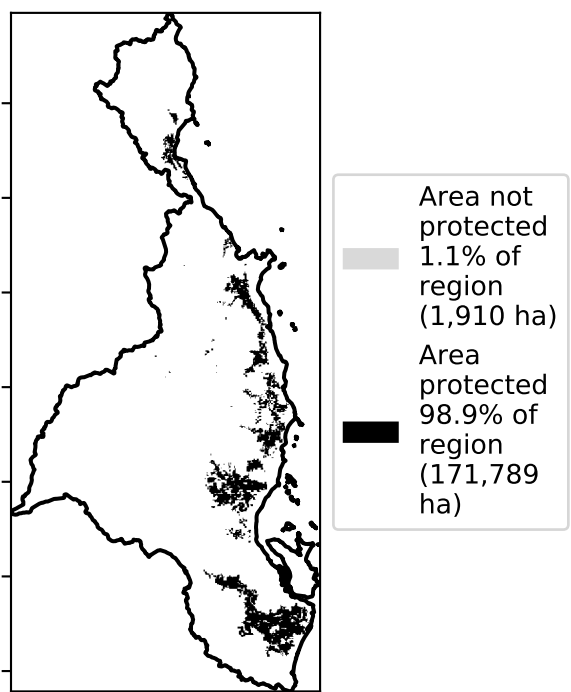 Area not
protected
1.1% of
region
(1,910 ha)
Area
protected
98.9% of
region
(171,789
ha)